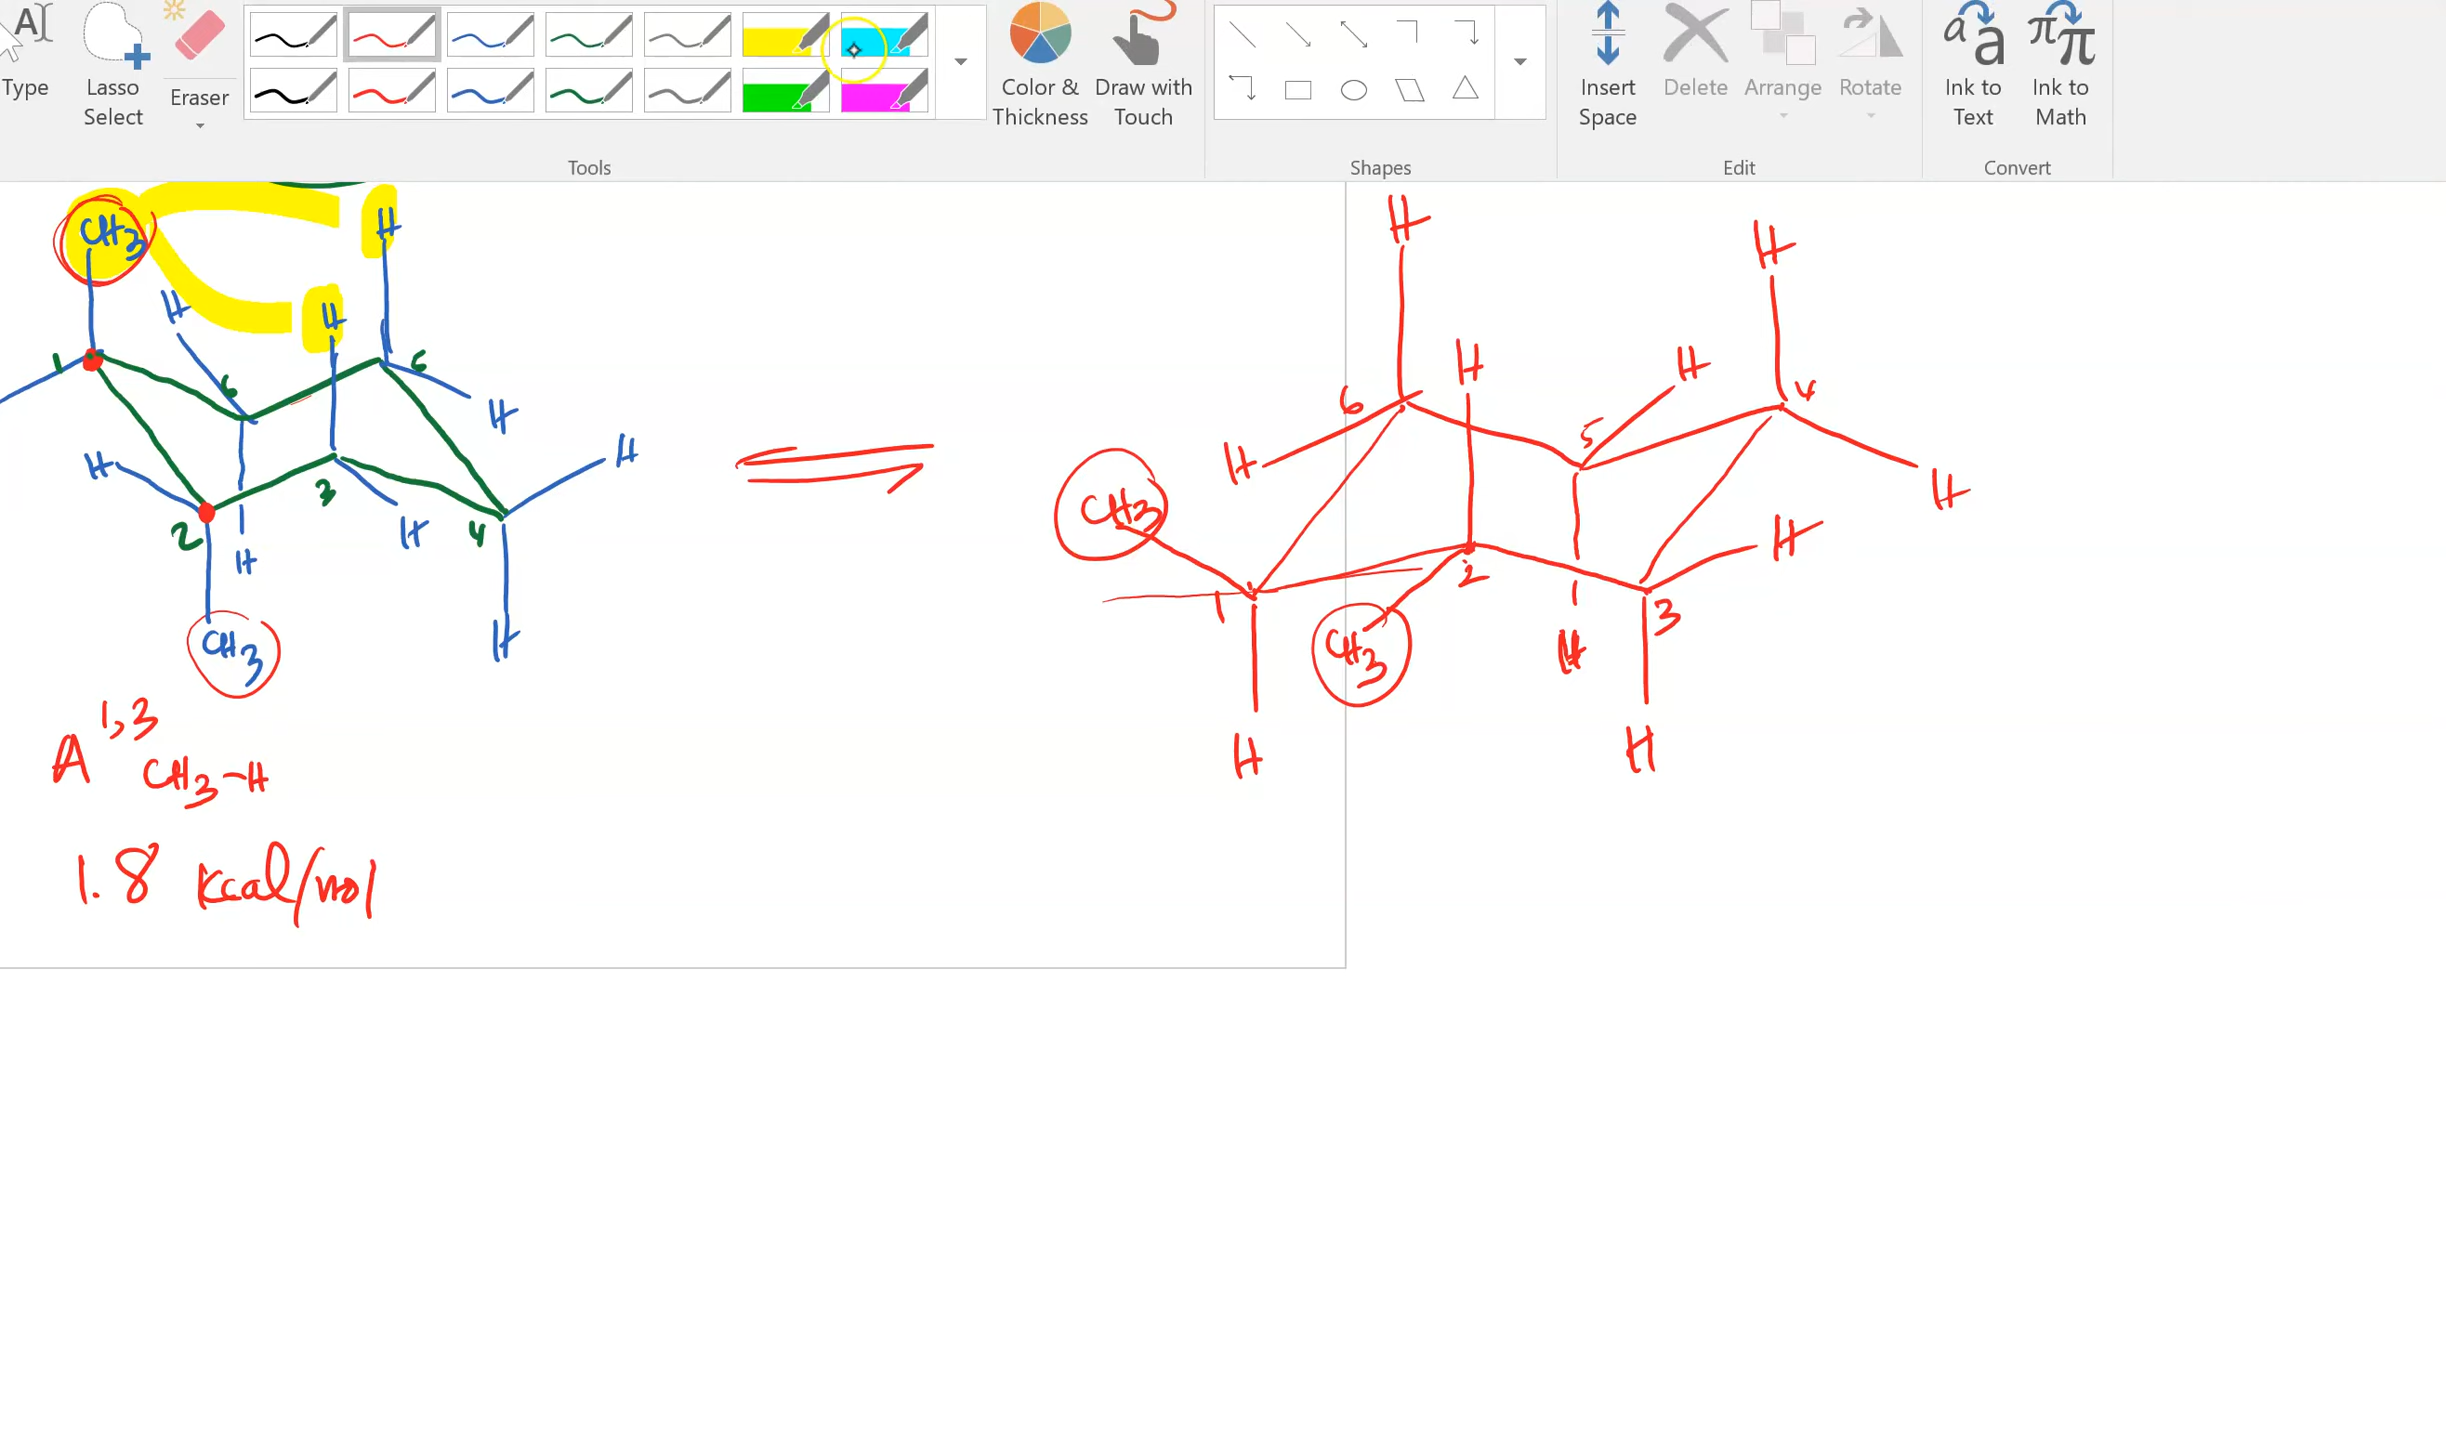 Type
Lasso Select
Eraser
Color & Thickness
Draw with Touch
Insert Space
Delete
Arrange
Rotate
Ink to Text
Ink to Math
Tools
Shapes
Edit
Convert
CH3
H
H
H
1
6
5
H
H
H
2
3
H
4
H
CH3
H
A 1,3
CH3-H
1.8 kcal/mol
H
H
H
H
6
5
4
H
CH3
H
H
1
2
3
CH3
H
H
H